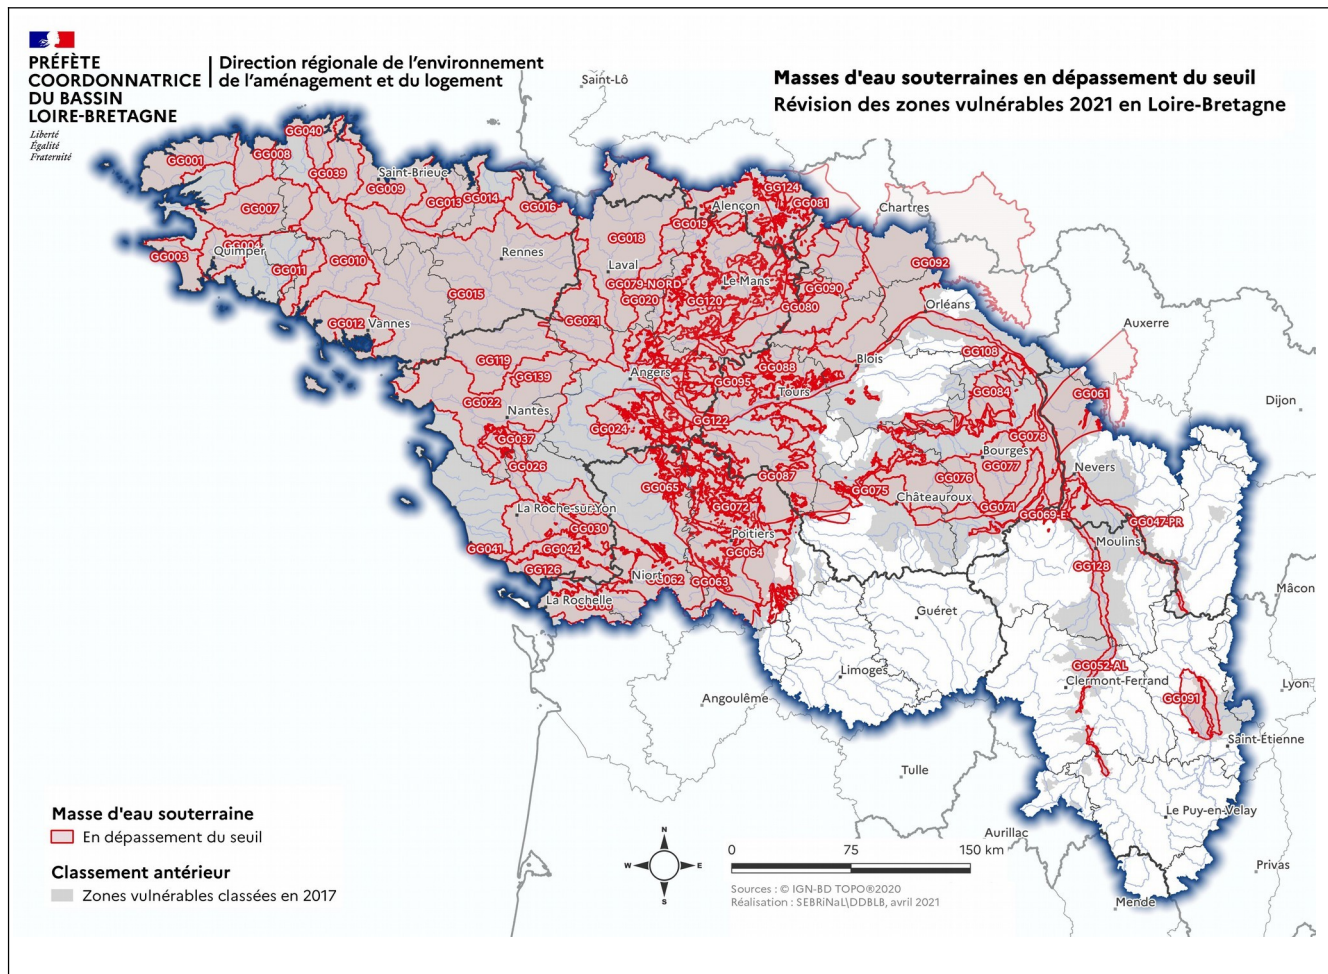 PRÉFÈTE
COORDONNATRICE
DU BASSIN
LOIRE-BRETAGNE
Liberté
Égalité
Fraternité
Direction régionale de l'environnement
de l'aménagement et du logement
Masses d'eau souterraines en dépassement du seuil
Révision des zones vulnérables 2021 en Loire-Bretagne
Saint-Lô
GG040
GG001
GG008
GG039
Saint-Brieuc
GG009
GG013
GG014
GG016
GG007
GG124
GG081
Alençon
GG019
Chartres
GG018
Quimper
GG003
GG011
GG010
Rennes
Laval
GG079-NORD
GG020
GG120
Le Mans
GG092
GG090
GG080
Orléans
GG015
GG021
GG012
Vannes
Auxerre
GG119
GG139
Angers
GG088
GG095
Tours
Blois
GG108
GG084
GG061
Dijon
GG022
Nantes
GG037
GG024
GG122
GG078
Bourges
GG077
GG026
GG065
GG087
GG076
GG075
Châteauroux
Nevers
La Roche-sur-Yon
GG030
GG072
Poitiers
GG071
GG069-E
GG047-PR
Moulins
GG041
GG042
GG064
GG126
Niort
GG063
GG128
La Rochelle
Mâcon
Guéret
Limoges
GG052-AL
Clermont-Ferrand
GG091
Lyon
Angoulême
Saint-Étienne
Tulle
Le Puy-en-Velay
Aurillac
Privas
Mende
Masse d'eau souterraine
En dépassement du seuil
Classement antérieur
Zones vulnérables classées en 2017
N
W
E
S
0 75 150 km
Sources : © IGN-BD TOPO®2020
Réalisation : SEBRiNaL\DDBLB, avril 2021